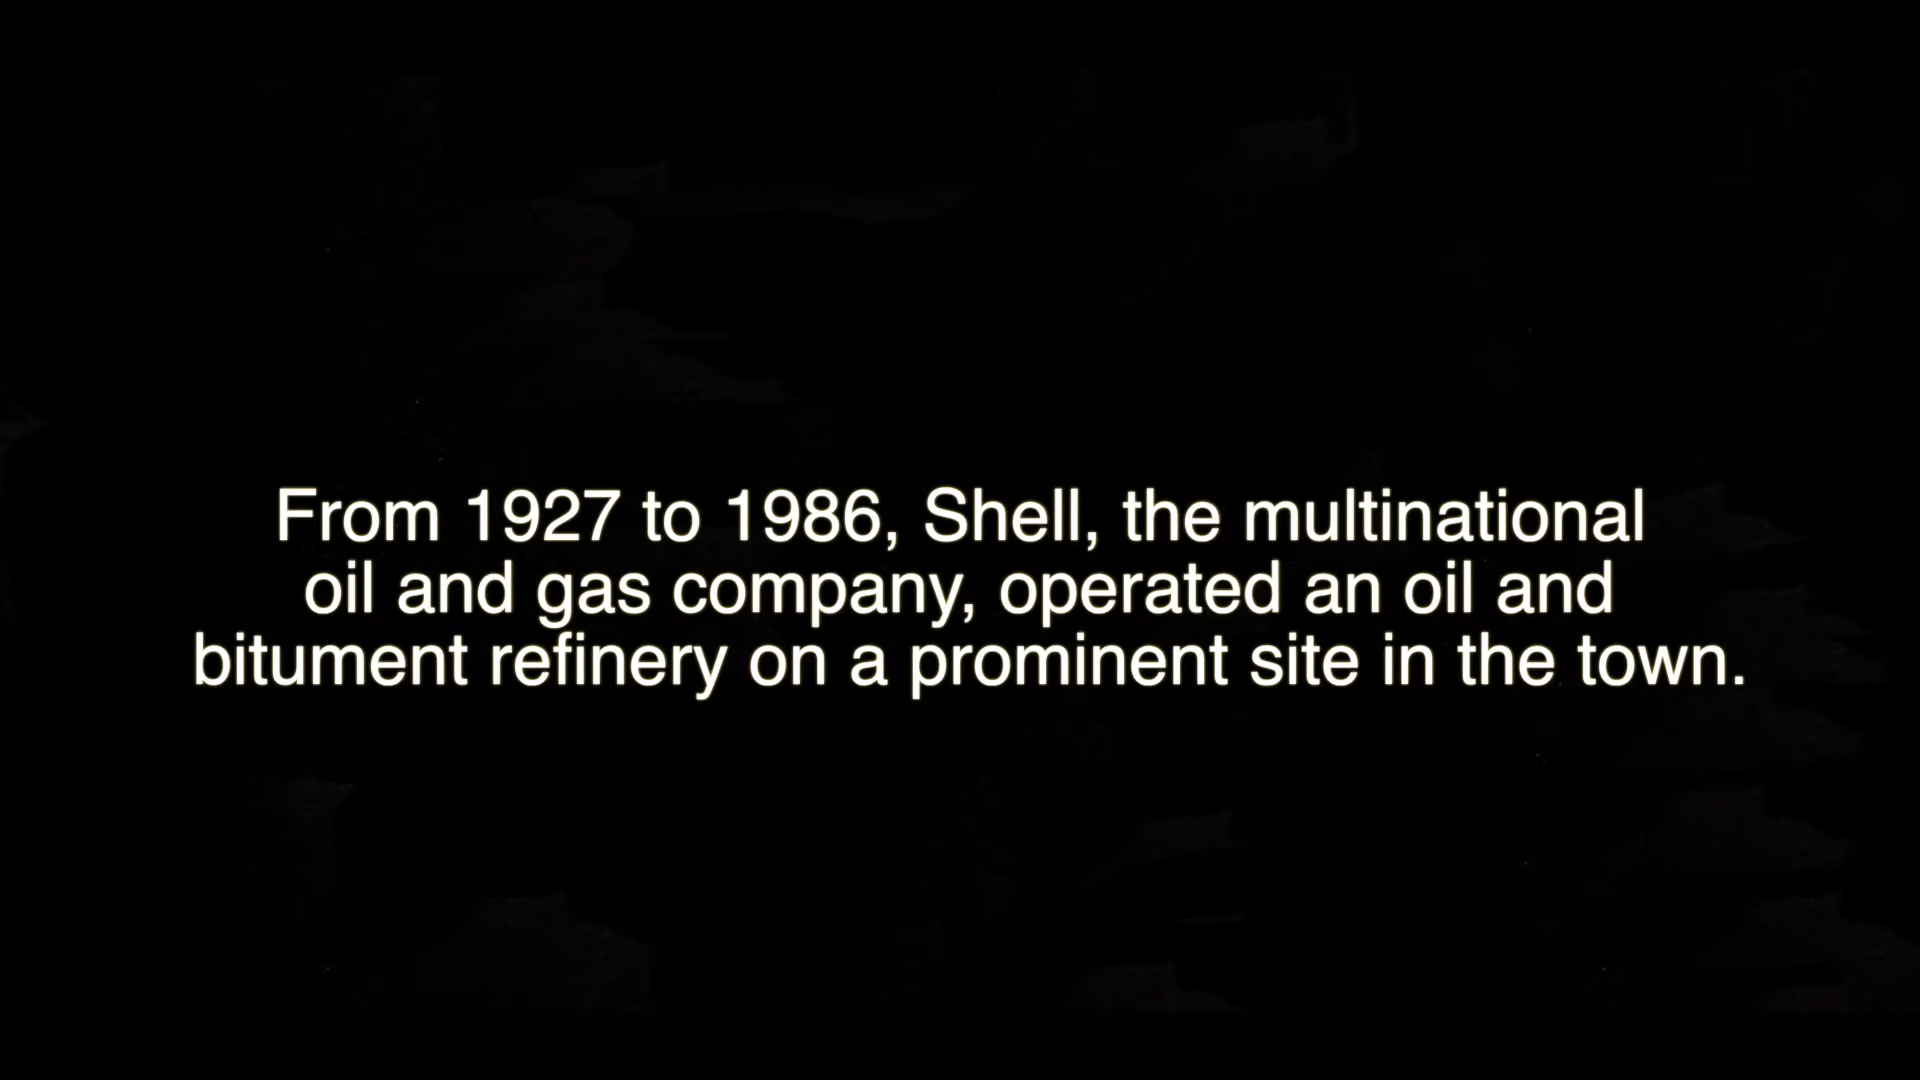 From 1927 to 1986, Shell, the multinational
oil and gas company, operated an oil and
bitument refinery on a prominent site in the town.